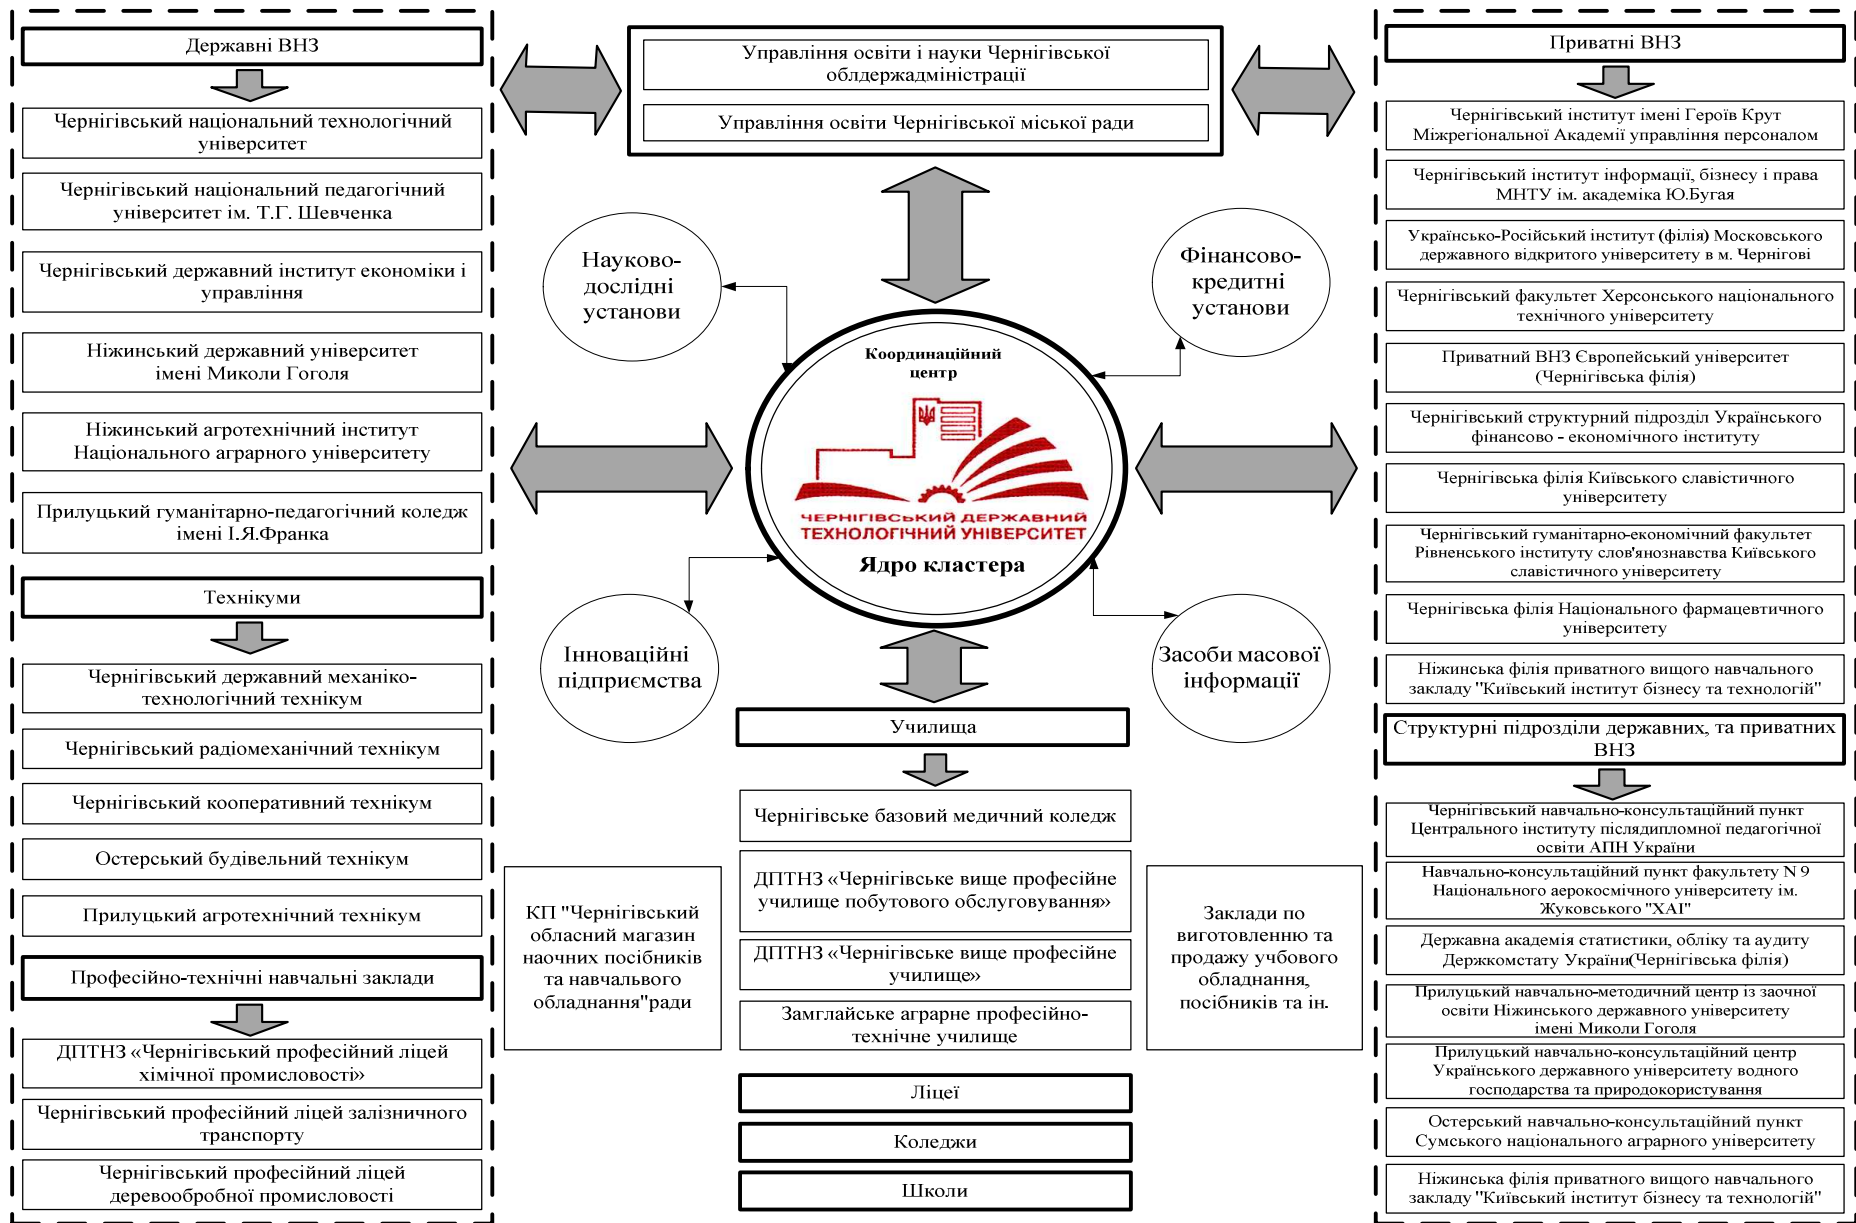 Державні ВНЗ
Чернігівський національний технологічний
університет
Чернігівський національний педагогічний
університет ім. Т.Г. Шевченка
Чернігівський державний інститут економіки і
управління
Ніжинський державний університет
імені Миколи Гоголя
Ніжинський агротехнічний інститут
Національного аграрного університету
Прилуцький гуманітарно-педагогічний коледж
імені І.Я.Франка
Технікуми
Чернігівський державний механіко-
технологічний технікум
Чернігівський радіомеханічний технікум
Чернігівський кооперативний технікум
Остерський будівельний технікум
Прилуцький агротехнічний технікум
Професійно-технічні навчальні заклади
ДПТНЗ «Чернігівський професійний ліцей
хімічної промисловості»
Чернігівський професійний ліцей залізничного
транспорту
Чернігівський професійний ліцей
деревообробної промисловості
Управління освіти і науки Чернігівської
облдержадміністрації
Управління освіти Чернігівської міської ради
Науково-
дослідні
установи
Фінансово-
кредитні
установи
Координаційний
центр
ЧЕРНІГІВСЬКИЙ ДЕРЖАВНИЙ
ТЕХНОЛОГІЧНИЙ УНІВЕРСИТЕТ
Ядро кластера
Інноваційні
підприємства
Засоби масової
інформації
Училища
Чернігівське базовий медичний коледж
ДПТНЗ «Чернігівське вище професійне
училище побутового обслуговування»
ДПТНЗ «Чернігівське вище професійне
училище»
Замглайське аграрне професійно-
технічне училище
Ліцеї
Коледжи
Школи
КП "Чернігівський
обласний магазин
наочних посібників
та навчальвого
обладнання"ради
Заклади по
виготовленню та
продажу учбового
обладнання,
посібників та ін.
Приватні ВНЗ
Чернігівський інститут імені Героїв Крут
Міжрегіональної Академії управління персоналом
Чернігівський інститут інформації, бізнесу і права
МНТУ ім. академіка Ю.Бугая
Українсько-Російський інститут (філія) Московського
державного відкритого університету в м. Чернігові
Чернігівський факультет Херсонського національного
технічного університету
Приватний ВНЗ Європейський університет
(Чернігівська філія)
Чернігівський структурний підрозділ Українського
фінансово - економічного інституту
Чернігівська філія Київського славістичного
університету
Чернігівський гуманітарно-економічний факультет
Рівненського інституту слов'янознавства Київського
славістичного університету
Чернігівська філія Національного фармацевтичного
університету
Ніжинська філія приватного вищого навчального
закладу "Київський інститут бізнесу та технологій"
Структурні підрозділи державних, та приватних
ВНЗ
Чернігівський навчально-консультаційний пункт
Центрального інституту післядипломної педагогічної
освіти АПН України
Навчально-консультаційний пункт факультету N 9
Національного аерокосмічного університету ім.
Жуковського "ХАІ"
Державна академія статистики, обліку та аудиту
Держкомстату України(Чернігівська філія)
Прилуцький навчально-методичний центр із заочної
освіти Ніжинського державного університету
імені Миколи Гоголя
Прилуцький навчально-консультаційний центр
Українського державного університету водного
господарства та природокористування
Остерський навчально-консультаційний пункт
Сумського національного аграрного університету
Ніжинська філія приватного вищого навчального
закладу "Київський інститут бізнесу та технологій"